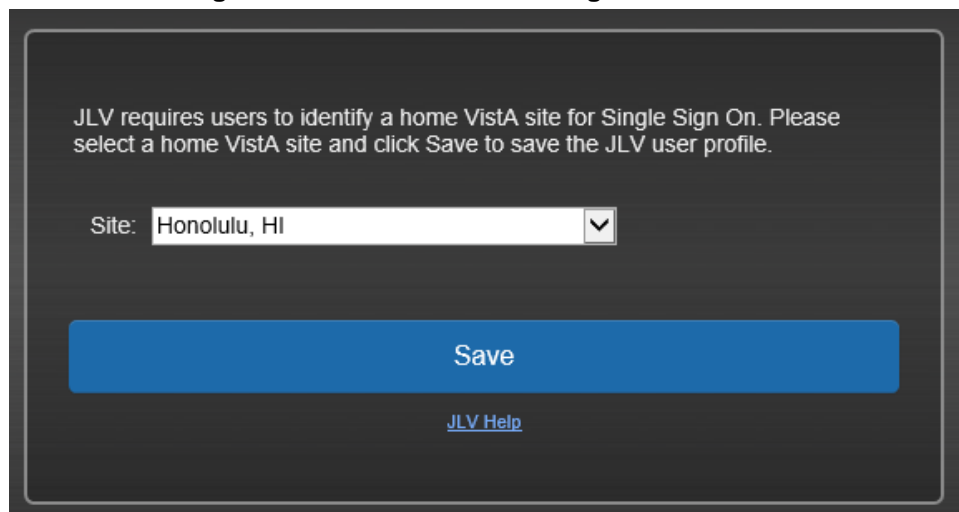 JLV requires users to identify a home VistA site for Single Sign On. Please
select a home VistA site and click Save to save the JLV user profile.
Site: Honolulu, HI
Save
JLV Help